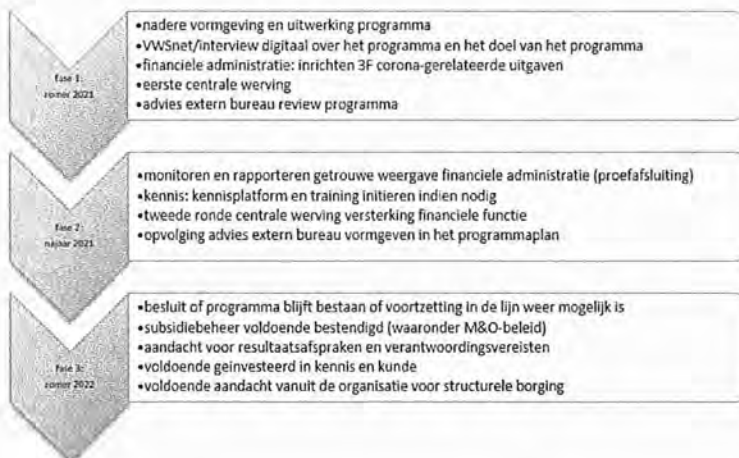 fase 1:
zomer 2021
•nadere vormgeving en uitwerking programma
•VWSnet/interview digitaal over het programma en het doel van het programma
•financiele administratie: inrichten 3F corona-gerelateerde uitgaven
•eerste centrale werving
•advies extern bureau review programma
fase 2:
najaar 2021
•monitoren en rapporteren getrouwe weergave financiele administratie (proefafsluiting)
•kennis: kennisplatform en training initieren indien nodig
•tweede ronde centrale werving versterking financiele functie
•opvolging advies extern bureau vormgeven in het programmaplan
fase 3:
zomer 2022
•besluit of programma blijft bestaan of voortzetting in de lijn weer mogelijk is
•subsidiebeheer voldoende bestendigd (waaronder M&O-beleid)
•aandacht voor resultaatsafspraken en verantwoordingsvereisten
•voldoende geinvesteerd in kennis en kunde
•voldoende aandacht vanuit de organisatie voor structurele borging